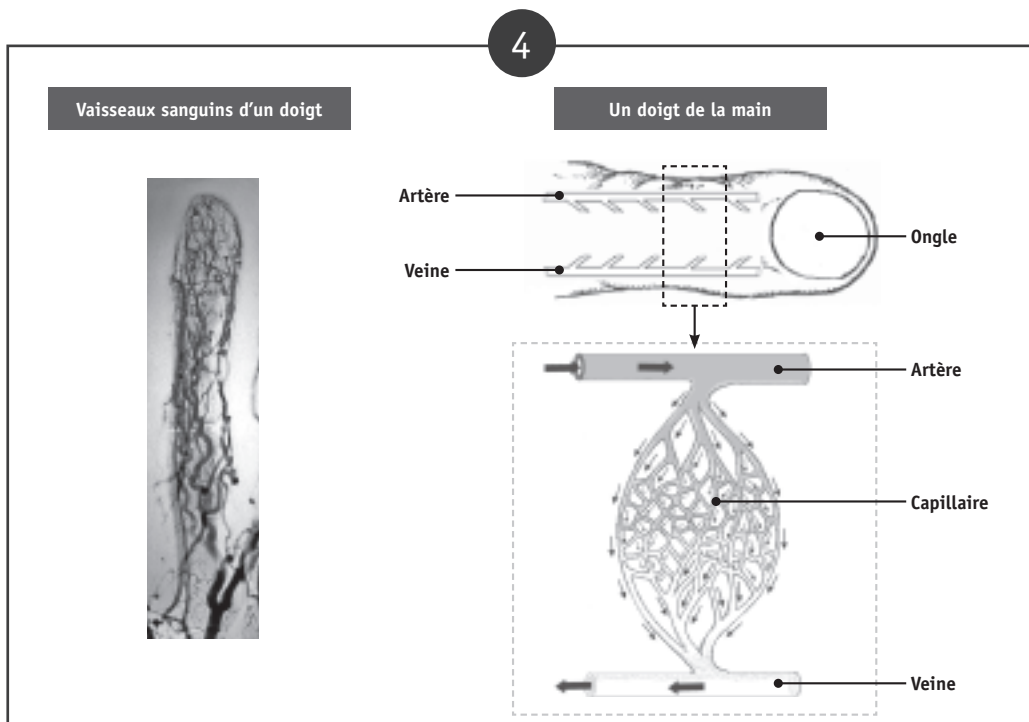 4
Vaisseaux sanguins d'un doigt
Un doigt de la main
Artère
Veine
Ongle
Artère
Capillaire
Veine